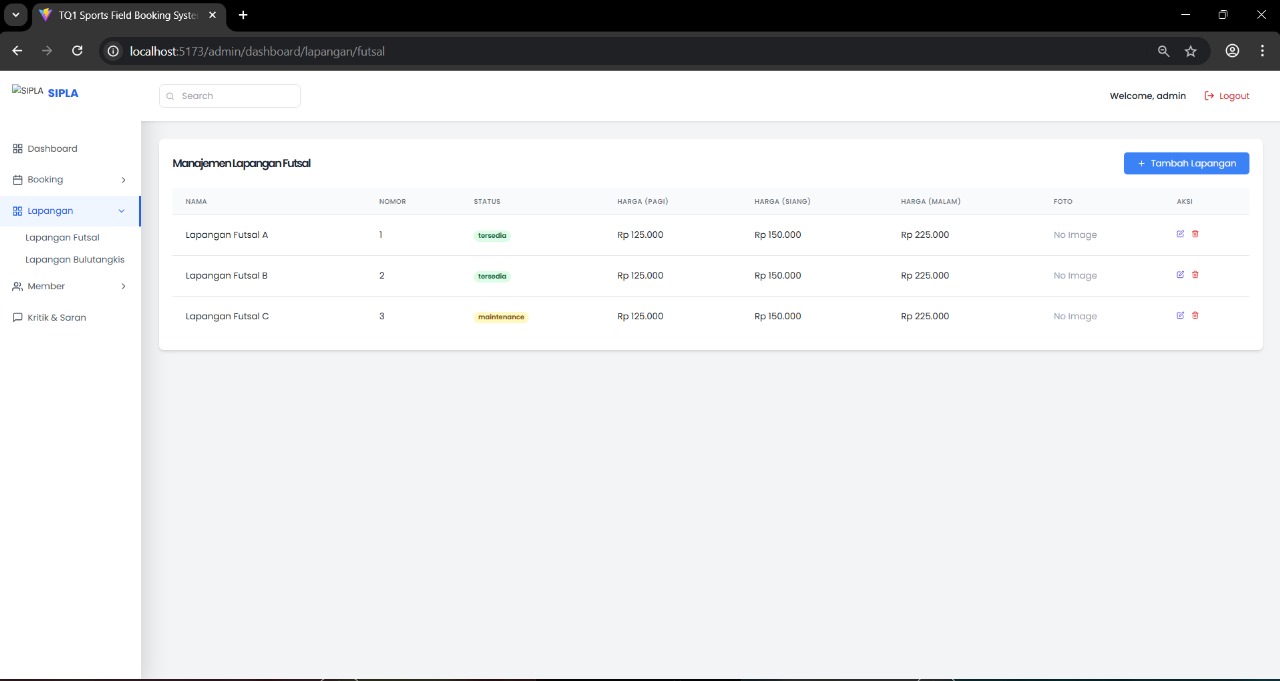 TQ1 Sports Field Booking Syste
localhost:5173/admin/dashboard/lapangan/futsal
SIPLA SIPLA
Search
Welcome, admin
Logout
Dashboard
Booking
Lapangan
Lapangan Futsal
Lapangan Bulutangkis
Member
Kritik & Saran
Manajemen Lapangan Futsal
+ Tambah Lapangan
NAMA NOMOR STATUS HARGA (PAGI) HARGA (SIANG) HARGA (MALAM) FOTO AKSI
Lapangan Futsal A 1 tersedia Rp 125.000 Rp 150.000 Rp 225.000 No Image
Lapangan Futsal B 2 tersedia Rp 125.000 Rp 150.000 Rp 225.000 No Image
Lapangan Futsal C 3 maintenance Rp 125.000 Rp 150.000 Rp 225.000 No Image